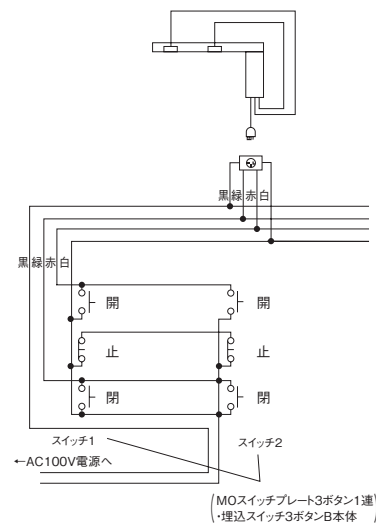 黒緑赤白
黒緑赤白
開 開
止 止
閉 閉
スイッチ1 スイッチ2
←AC100V電源へ
(MOスイッチプレート3ボタン1連
・埋込スイッチ3ボタンB本体)